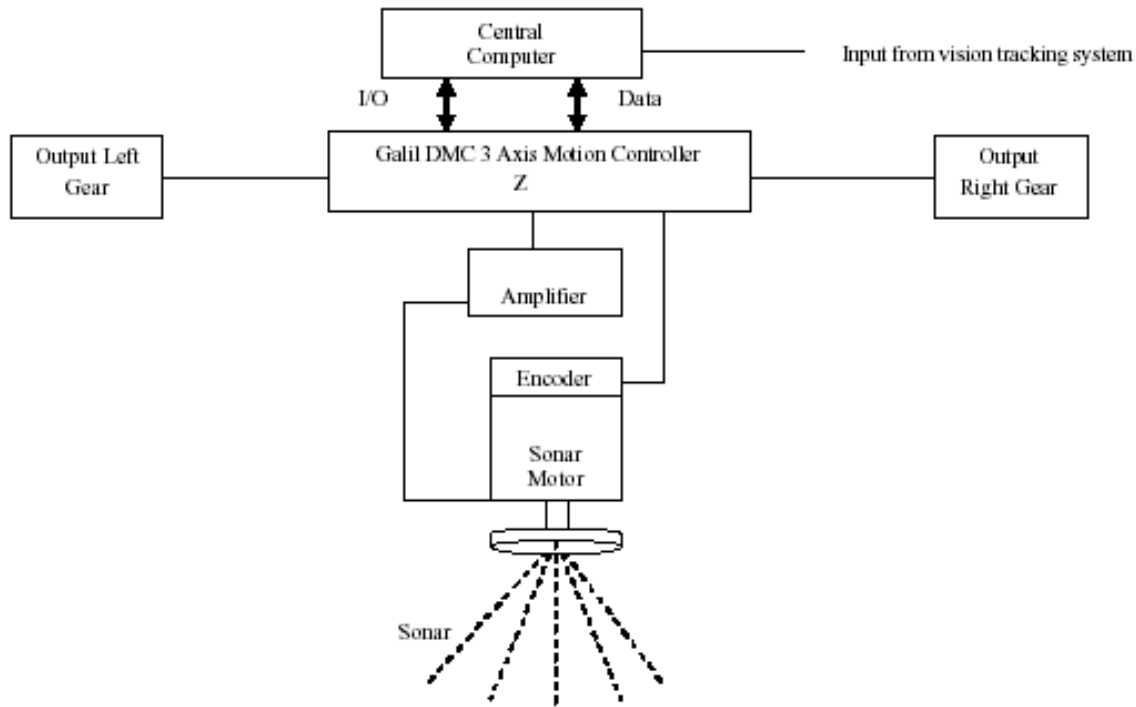 Central
Computer
Input from vision tracking system
I/O
Data
Output Left
Gear
Galil DMC 3 Axis Motion Controller
Z
Output
Right Gear
Amplifier
Encoder
Sonar
Motor
Sonar